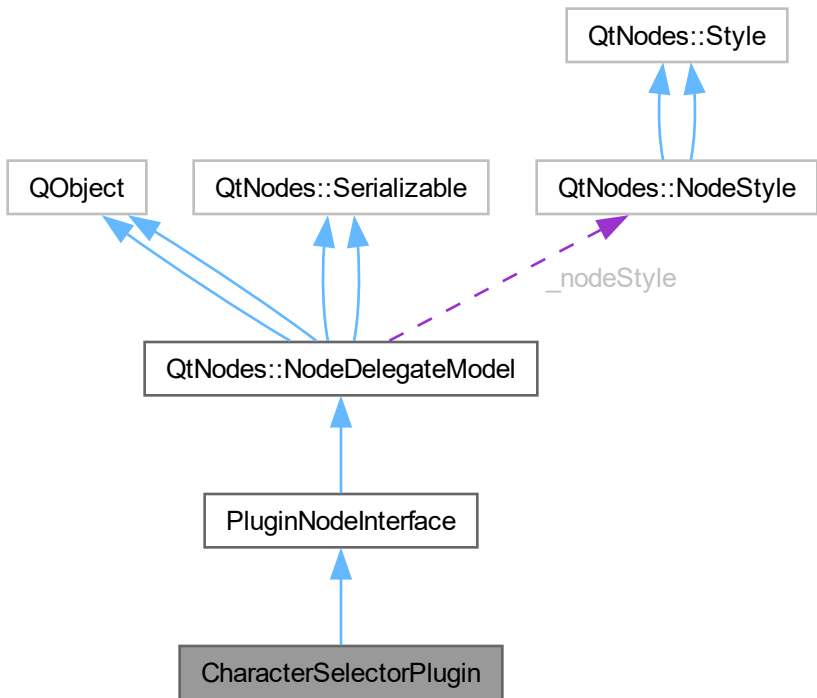 QtNodes::Style
QObject
QtNodes::Serializable
QtNodes::NodeStyle
_nodeStyle
QtNodes::NodeDelegateModel
PluginNodeInterface
CharacterSelectorPlugin